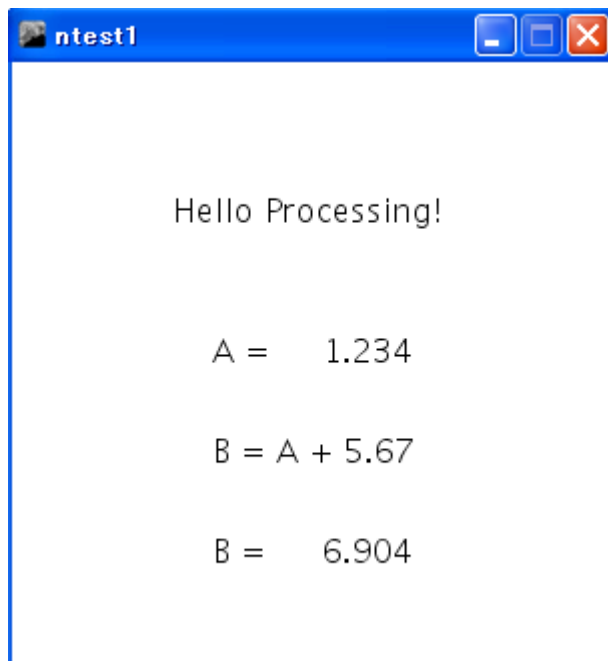 ntest1
Hello Processing!
A = 1.234
B = A + 5.67
B = 6.904